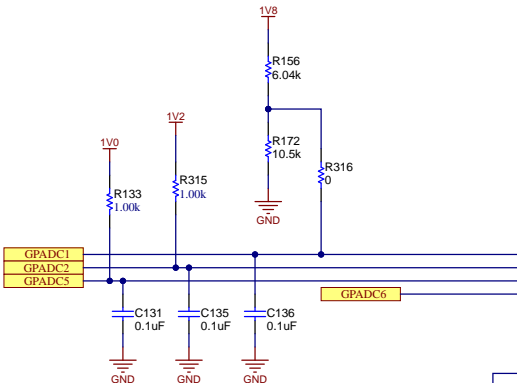 1V8
R156
6.04k
1V2
R172
10.5k
1V0
R316
0
R315
1.00k
R133
1.00k
GND
GPADC1
GPADC2
GPADC5
GPADC6
C131
0.1uF
C135
0.1uF
C136
0.1uF
GND
GND
GND